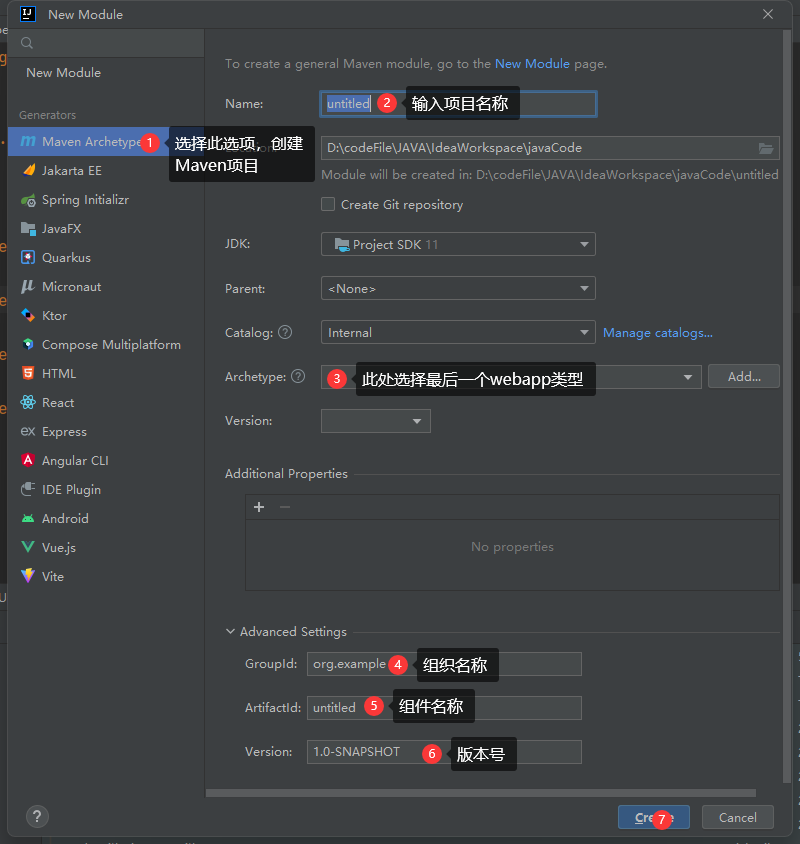 New Module
New Module
Generators
Maven Archetype
1
选择此选项，创建
Maven项目
Jakarta EE
Spring Initializr
JavaFX
Quarkus
Micronaut
Ktor
Compose Multiplatform
HTML
React
Express
Angular CLI
IDE Plugin
Android
Vue.js
Vite
To create a general Maven module, go to the New Module page.
Name: untitled 2 输入项目名称
D:\codeFile\JAVA\IdeaWorkspace\javaCode
Module will be created in: D:\codeFile\JAVA\IdeaWorkspace\javaCode\untitled
Create Git repository
JDK: Project SDK 11
Parent: <None>
Catalog: ? Internal Manage catalogs...
Archetype: ? 3 此处选择最后一个webapp类型 Add...
Version:
Additional Properties
No properties
Advanced Settings
GroupId: org.example 4 组织名称
ArtifactId: untitled 5 组件名称
Version: 1.0-SNAPSHOT 6 版本号
? 7 Cancel